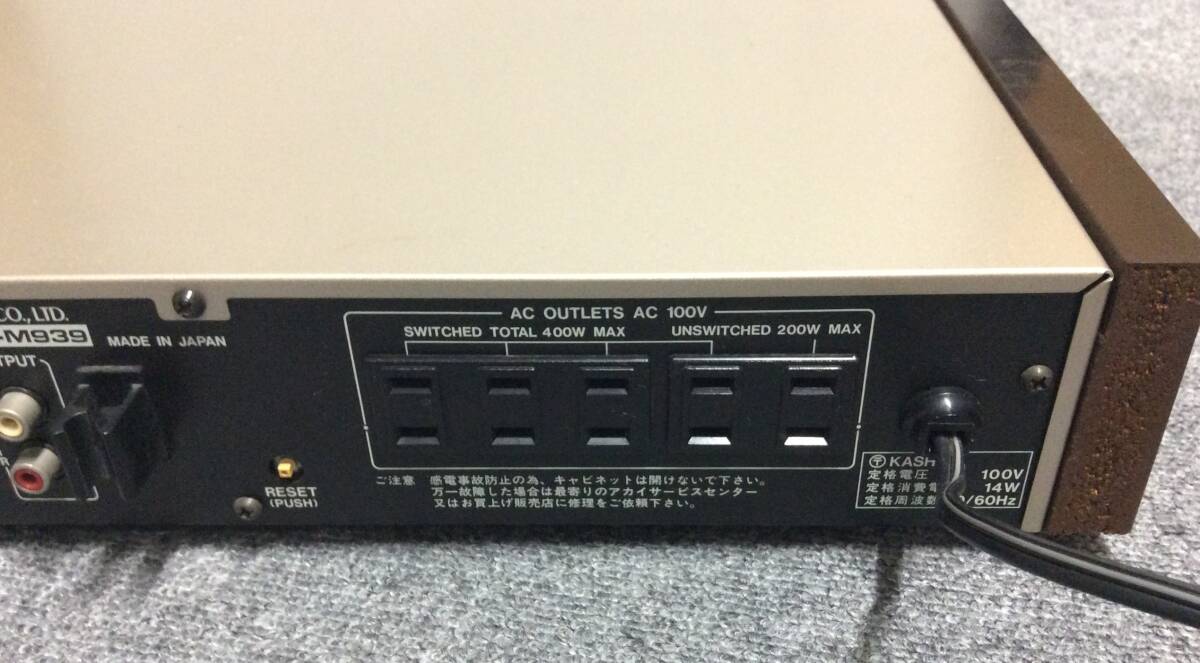 CO., LTD.
-M939
MADE IN JAPAN
TPUT
R
RESET
(PUSH)
AC OUTLETS AC 100V
SWITCHED TOTAL 400W MAX
UNSWITCHED 200W MAX
ご注意 感電事故防止の為、キャビネットは開けないで下さい。
万一故障した場合は最寄りのアカイサービスセンター
又はお買上げ販売店に修理をご依頼下さい。
〒 KASH
定格電圧 100V
定格消費電 14W
定格周波数 0/60Hz